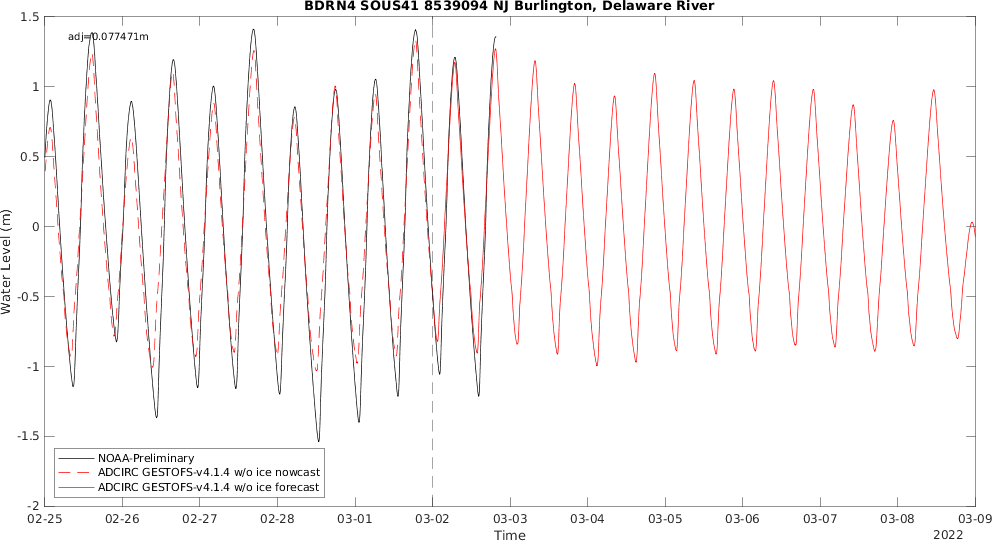 BDRN4 SOUS41 8539094 NJ Burlington, Delaware River
adj=0.077471m
1.5
1
0.5
0
-0.5
-1
-1.5
-2
Water Level (m)
NOAA-Preliminary
ADCIRC GESTOFS-v4.1.4 w/o ice nowcast
ADCIRC GESTOFS-v4.1.4 w/o ice forecast
02-25 02-26 02-27 02-28 03-01 03-02 03-03 03-04 03-05 03-06 03-07 03-08 03-09
Time
2022